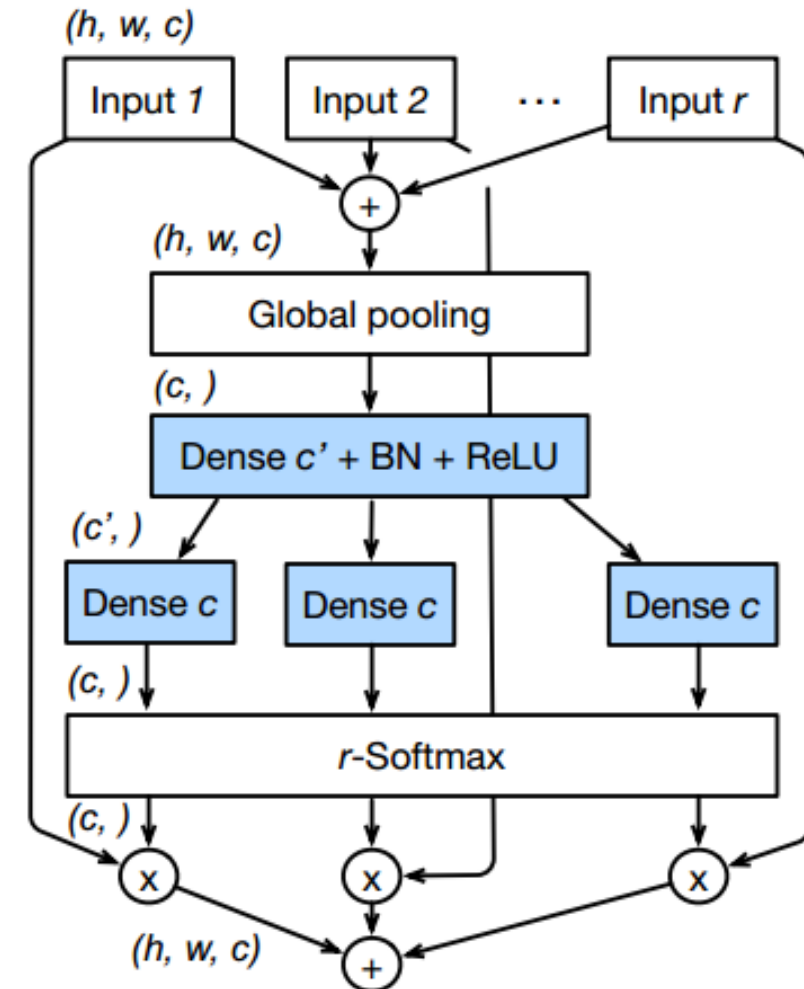 (h, w, c)
Input 1 Input 2 ... Input r
+
(h, w, c)
Global pooling
(c, )
Dense c' + BN + ReLU
(c', )
Dense c Dense c Dense c
(c, )
r-Softmax
(c, )
x x x
(h, w, c)
+